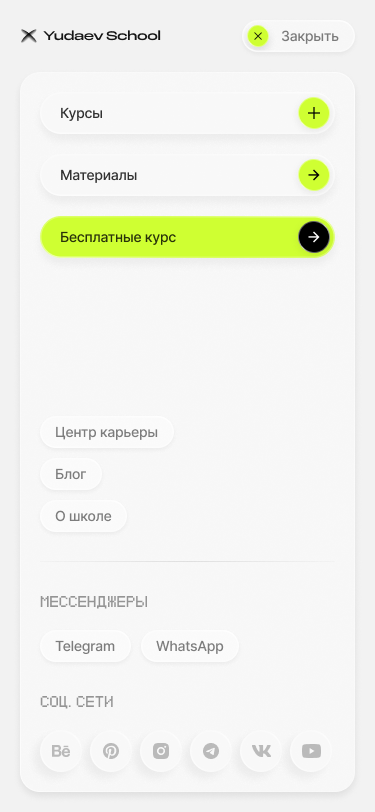 Yudaev School
Закрыть
Курсы
Материалы
Бесплатные курс
Центр карьеры
Блог
О школе
МЕССЕНДЖЕРЫ
Telegram
WhatsApp
СОЦ. СЕТИ
Bē